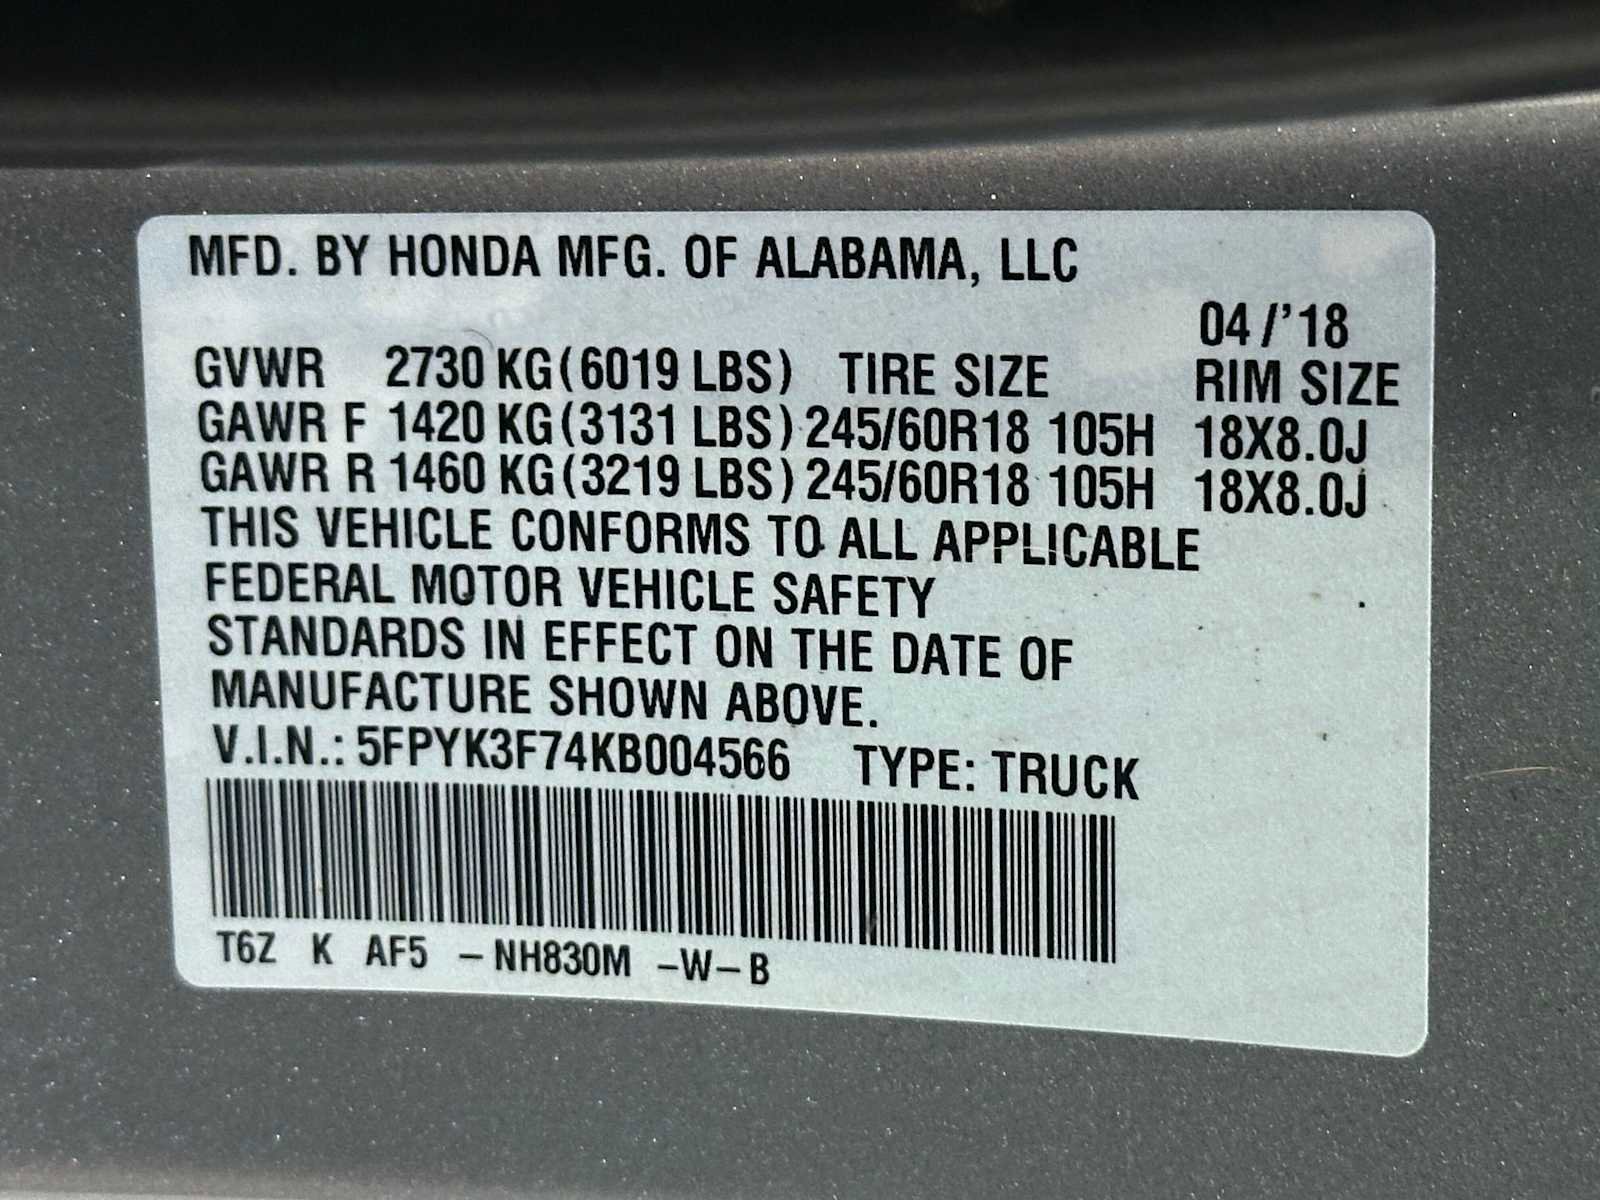 MFD. BY HONDA MFG. OF ALABAMA, LLC
04 /'18
GVWR 2730 KG (6019 LBS) TIRE SIZE RIM SIZE
GAWR F 1420 KG (3131 LBS) 245/60R18 105H 18X8.0J
GAWR R 1460 KG (3219 LBS) 245/60R18 105H 18X8.0J
THIS VEHICLE CONFORMS TO ALL APPLICABLE
FEDERAL MOTOR VEHICLE SAFETY
STANDARDS IN EFFECT ON THE DATE OF
MANUFACTURE SHOWN ABOVE.
V.I.N.: 5FPYK3F74KB004566 TYPE: TRUCK
T6Z K AF5 -NH830M -W-B